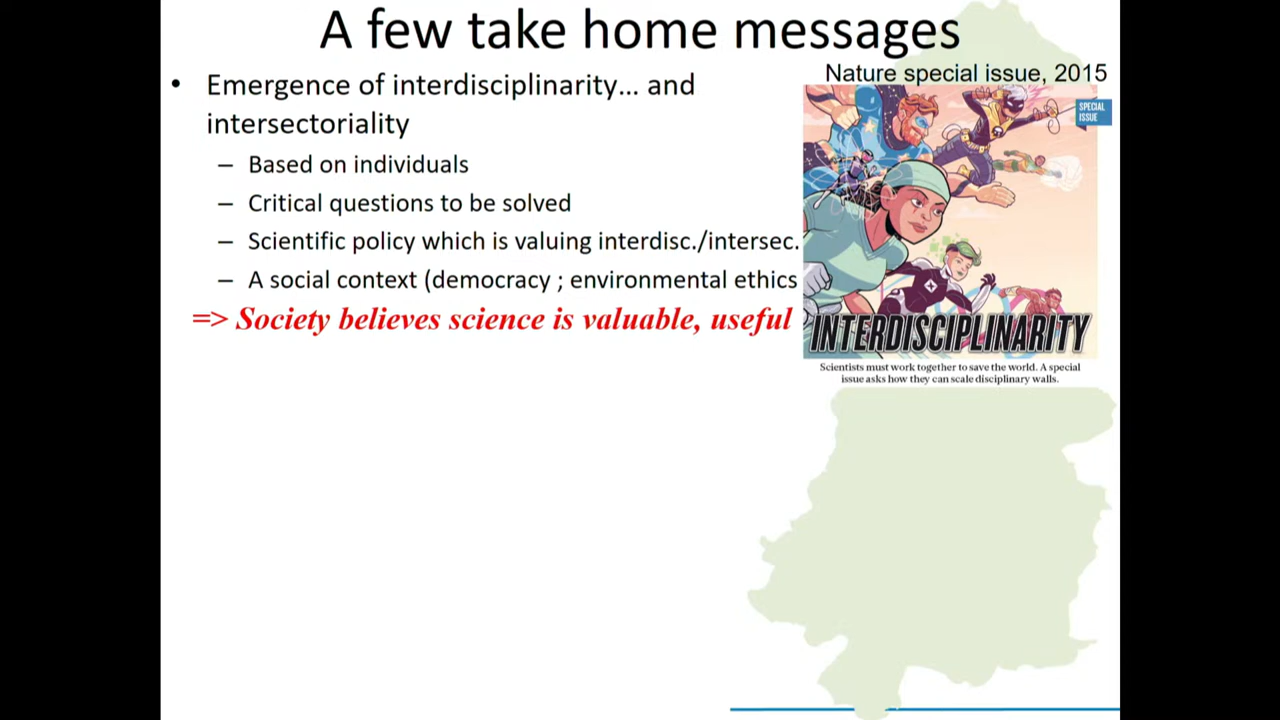 A few take home messages
• Emergence of interdisciplinarity... and
intersectoriality
– Based on individuals
– Critical questions to be solved
– Scientific policy which is valuing interdisc./intersec.
– A social context (democracy ; environmental ethics
=> Society believes science is valuable, useful
Nature special issue, 2015
SPECIAL
ISSUE
INTERDISCIPLINARITY
Scientists must work together to save the world. A special
issue asks how they can scale disciplinary walls.